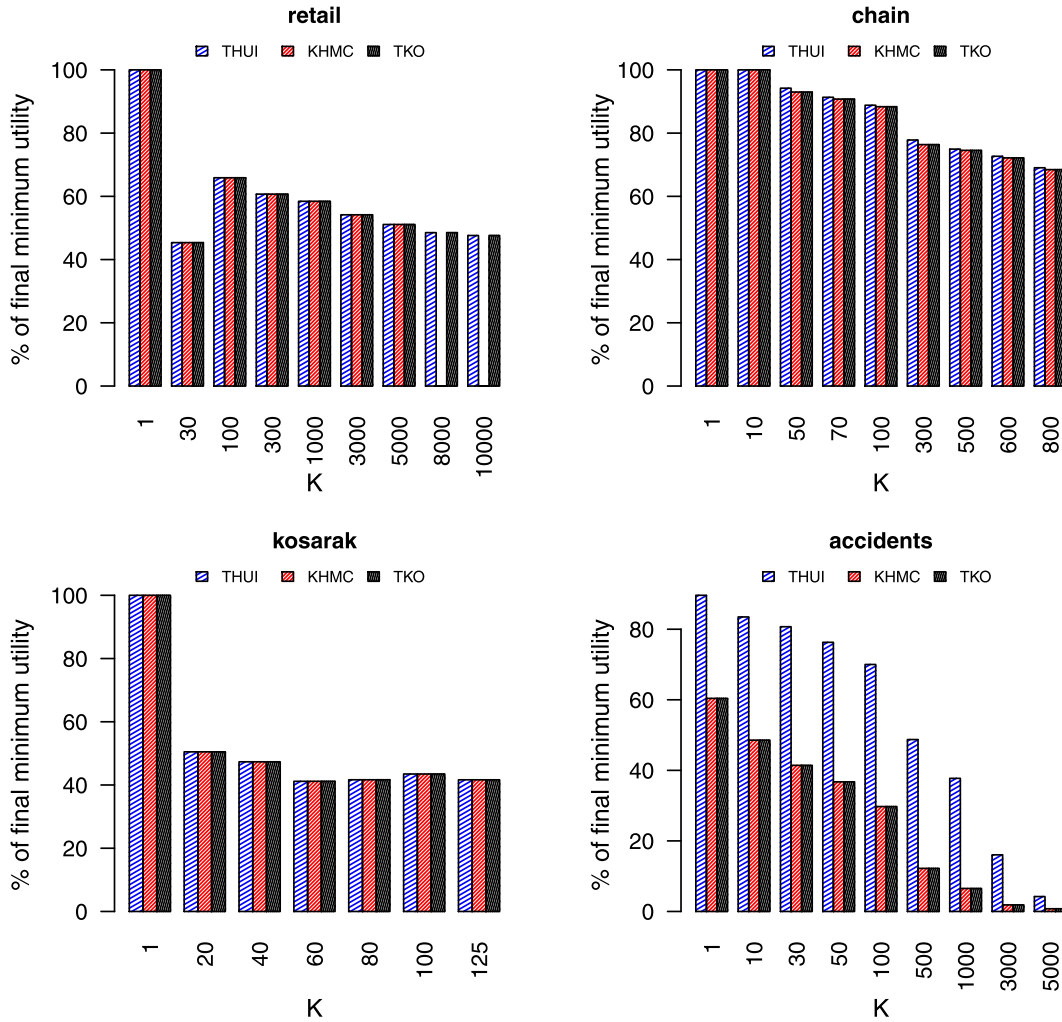 retail
THUI KHMC TKO
% of final minimum utility
100
80
60
40
20
0
1 30 100 300 1000 3000 5000 8000 10000
K
chain
THUI KHMC TKO
% of final minimum utility
100
80
60
40
20
0
1 10 50 70 100 300 500 600 800
K
kosarak
THUI KHMC TKO
% of final minimum utility
100
80
60
40
20
0
1 20 40 60 80 100 125
K
accidents
THUI KHMC TKO
% of final minimum utility
80
60
40
20
0
1 10 30 50 100 500 1000 3000 5000
K